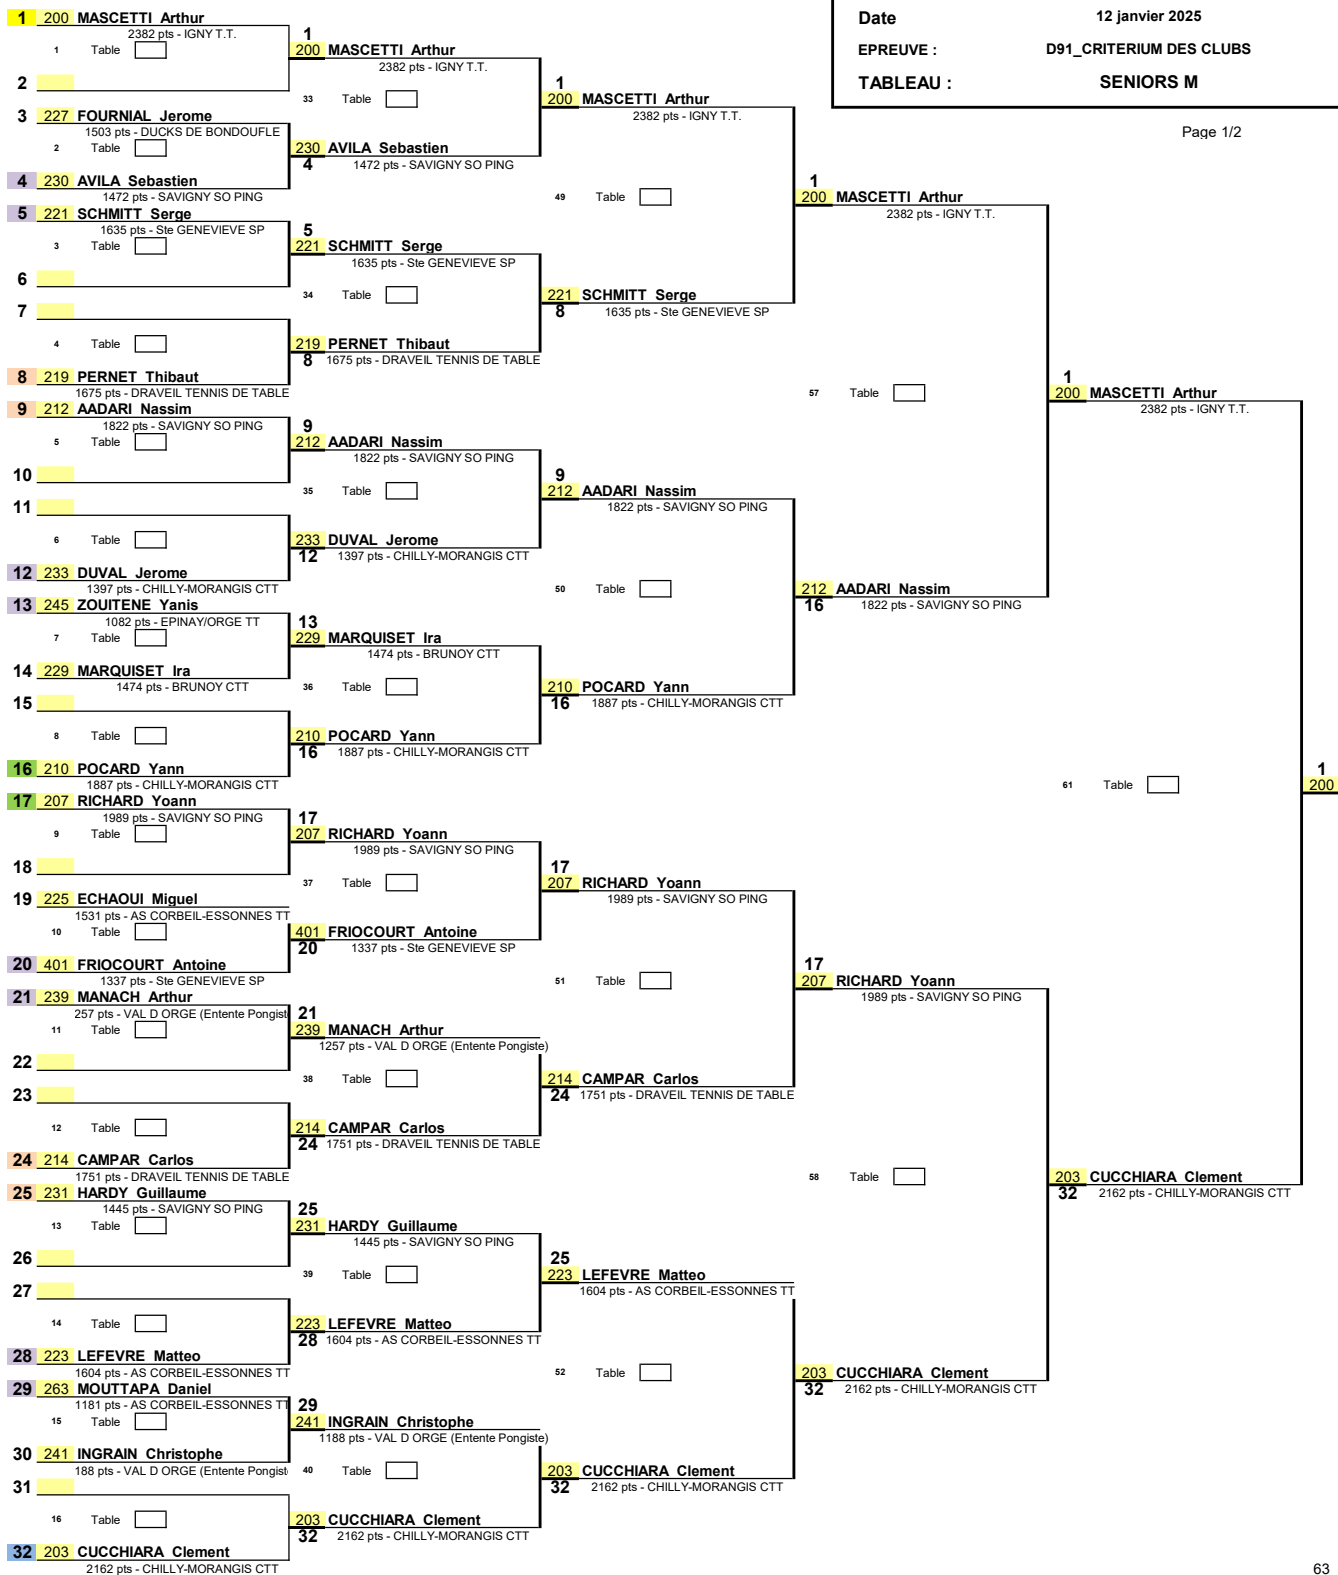 Date 12 janvier 2025
EPREUVE : D91_CRITERIUM DES CLUBS
TABLEAU : SENIORS M
Page 1/2
1 200 MASCETTI Arthur
2382 pts - IGNY T.T.
1 Table
2
3 227 FOURNIAL Jerome
1503 pts - DUCKS DE BONDOUFLE
2 Table
4 230 AVILA Sebastien
1472 pts - SAVIGNY SO PING
5 221 SCHMITT Serge
1635 pts - Ste GENEVIEVE SP
3 Table
6
7
4 Table
8 219 PERNET Thibaut
1675 pts - DRAVEIL TENNIS DE TABLE
9 212 AADARI Nassim
1822 pts - SAVIGNY SO PING
5 Table
10
11
6 Table
12 233 DUVAL Jerome
1397 pts - CHILLY-MORANGIS CTT
13 245 ZOUITENE Yanis
1082 pts - EPINAY/ORGE TT
7 Table
14 229 MARQUISET Ira
1474 pts - BRUNOY CTT
15
8 Table
16 210 POCARD Yann
1887 pts - CHILLY-MORANGIS CTT
17 207 RICHARD Yoann
1989 pts - SAVIGNY SO PING
9 Table
18
19 225 ECHAOUI Miguel
1531 pts - AS CORBEIL-ESSONNES TT
10 Table
20 401 FRIOCOURT Antoine
1337 pts - Ste GENEVIEVE SP
21 239 MANACH Arthur
257 pts - VAL D ORGE (Entente Pongist
11 Table
22
23
12 Table
24 214 CAMPAR Carlos
1751 pts - DRAVEIL TENNIS DE TABLE
25 231 HARDY Guillaume
1445 pts - SAVIGNY SO PING
13 Table
26
27
14 Table
28 223 LEFEVRE Matteo
1604 pts - AS CORBEIL-ESSONNES TT
29 263 MOUTTAPA Daniel
1181 pts - AS CORBEIL-ESSONNES TT
15 Table
30 241 INGRAIN Christophe
188 pts - VAL D ORGE (Entente Pongist
31
16 Table
32 203 CUCCHIARA Clement
2162 pts - CHILLY-MORANGIS CTT
1
200 MASCETTI Arthur
2382 pts - IGNY T.T.
33 Table
230 AVILA Sebastien
4 1472 pts - SAVIGNY SO PING
5
221 SCHMITT Serge
1635 pts - Ste GENEVIEVE SP
34 Table
219 PERNET Thibaut
8 1675 pts - DRAVEIL TENNIS DE TABLE
9
212 AADARI Nassim
1822 pts - SAVIGNY SO PING
35 Table
233 DUVAL Jerome
12 1397 pts - CHILLY-MORANGIS CTT
13
229 MARQUISET Ira
1474 pts - BRUNOY CTT
36 Table
210 POCARD Yann
16 1887 pts - CHILLY-MORANGIS CTT
17
207 RICHARD Yoann
1989 pts - SAVIGNY SO PING
37 Table
401 FRIOCOURT Antoine
20 1337 pts - Ste GENEVIEVE SP
21
239 MANACH Arthur
1257 pts - VAL D ORGE (Entente Pongiste)
38 Table
214 CAMPAR Carlos
24 1751 pts - DRAVEIL TENNIS DE TABLE
25
231 HARDY Guillaume
1445 pts - SAVIGNY SO PING
39 Table
223 LEFEVRE Matteo
28 1604 pts - AS CORBEIL-ESSONNES TT
29
241 INGRAIN Christophe
1188 pts - VAL D ORGE (Entente Pongiste)
40 Table
203 CUCCHIARA Clement
32 2162 pts - CHILLY-MORANGIS CTT
1
200 MASCETTI Arthur
2382 pts - IGNY T.T.
49 Table
221 SCHMITT Serge
8 1635 pts - Ste GENEVIEVE SP
9
212 AADARI Nassim
1822 pts - SAVIGNY SO PING
50 Table
210 POCARD Yann
16 1887 pts - CHILLY-MORANGIS CTT
17
207 RICHARD Yoann
1989 pts - SAVIGNY SO PING
51 Table
214 CAMPAR Carlos
24 1751 pts - DRAVEIL TENNIS DE TABLE
25
223 LEFEVRE Matteo
1604 pts - AS CORBEIL-ESSONNES TT
52 Table
203 CUCCHIARA Clement
32 2162 pts - CHILLY-MORANGIS CTT
1
200 MASCETTI Arthur
2382 pts - IGNY T.T.
57 Table
212 AADARI Nassim
16 1822 pts - SAVIGNY SO PING
17
207 RICHARD Yoann
1989 pts - SAVIGNY SO PING
58 Table
203 CUCCHIARA Clement
32 2162 pts - CHILLY-MORANGIS CTT
1
200 MASCETTI Arthur
2382 pts - IGNY T.T.
61 Table
203 CUCCHIARA Clement
32 2162 pts - CHILLY-MORANGIS CTT
1
200
63